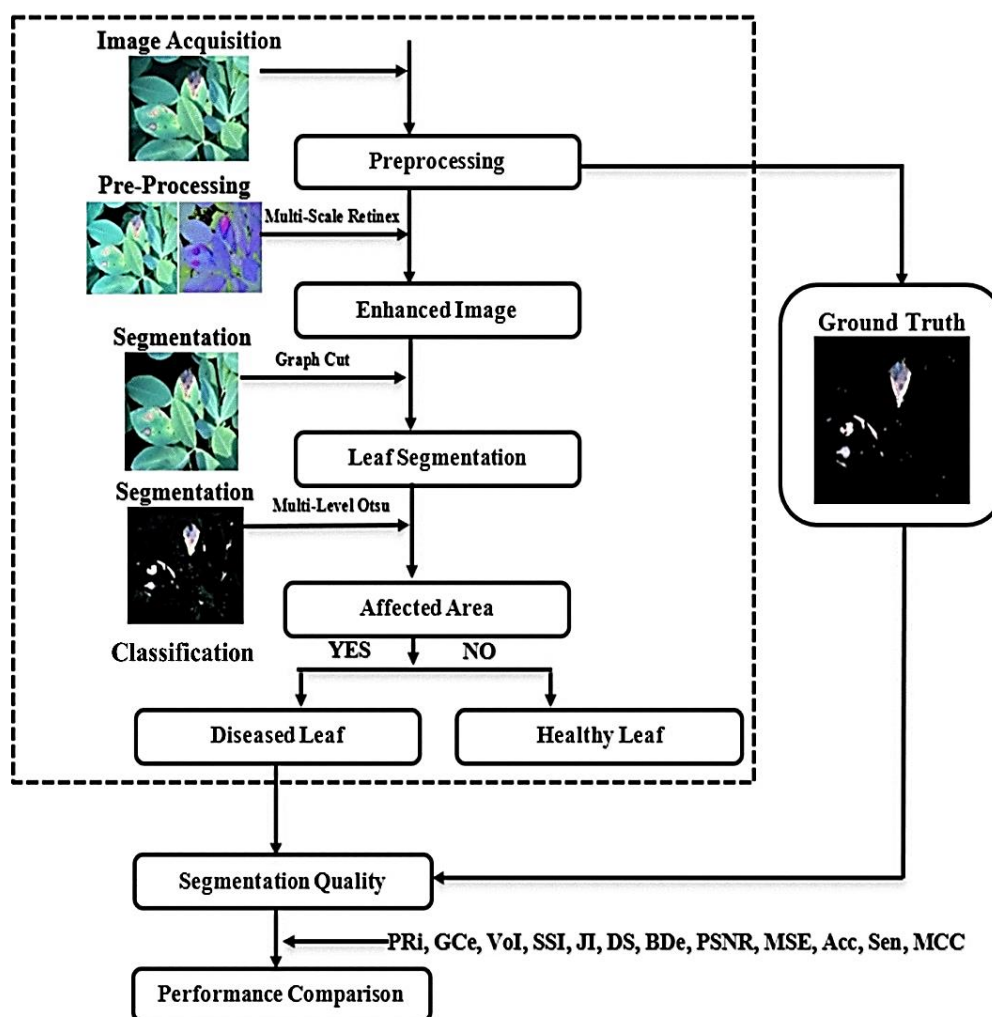 Image Acquisition
Preprocessing
Pre-Processing
Multi-Scale Retinex
Enhanced Image
Ground Truth
Segmentation
Graph Cut
Leaf Segmentation
Segmentation
Multi-Level Otsu
Affected Area
YES NO
Classification
Diseased Leaf
Healthy Leaf
Segmentation Quality
PRi, GCe, VoI, SSI, JI, DS, BDe, PSNR, MSE, Acc, Sen, MCC
Performance Comparison